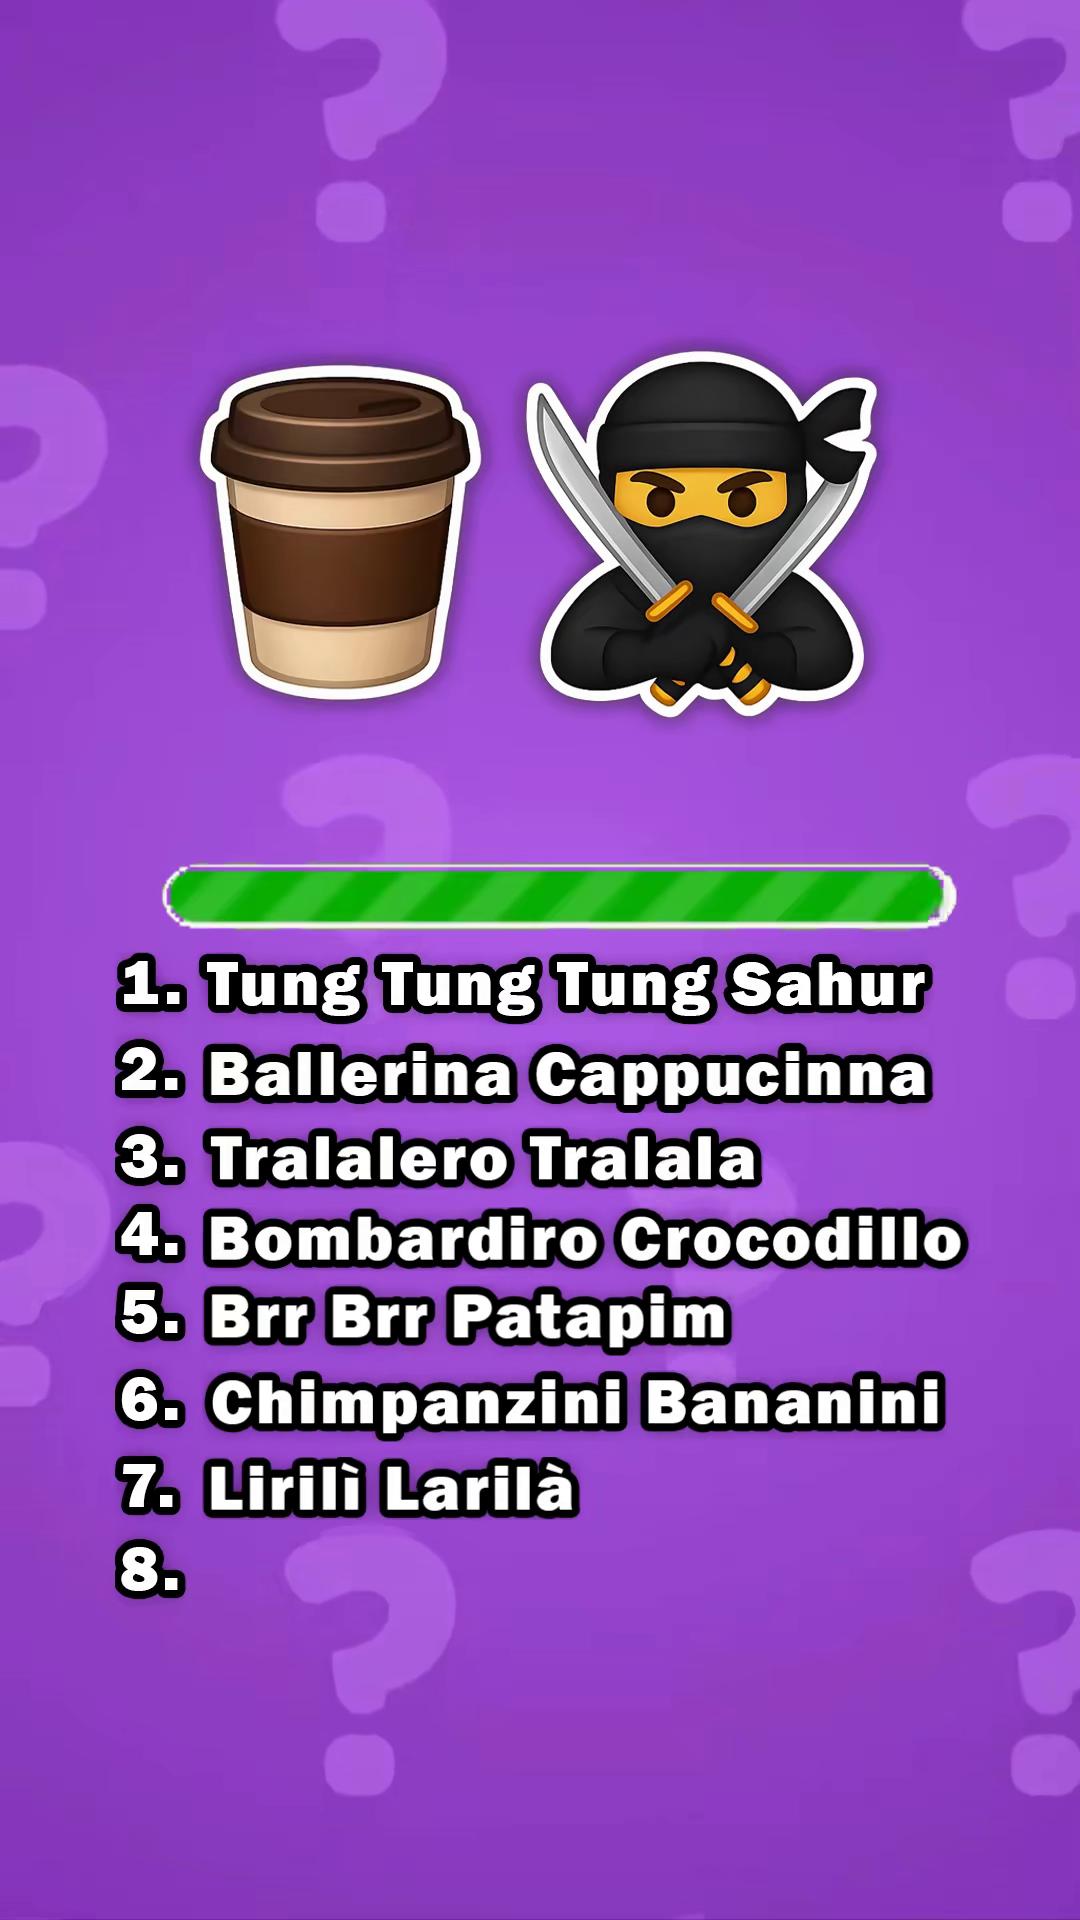 1. Tung Tung Tung Sahur
2. Ballerina Cappucinna
3. Tralalero Tralala
4. Bombardiro Crocodillo
5. Brr Brr Patapim
6. Chimpanzini Bananini
7. Lirilì Larilà
8.